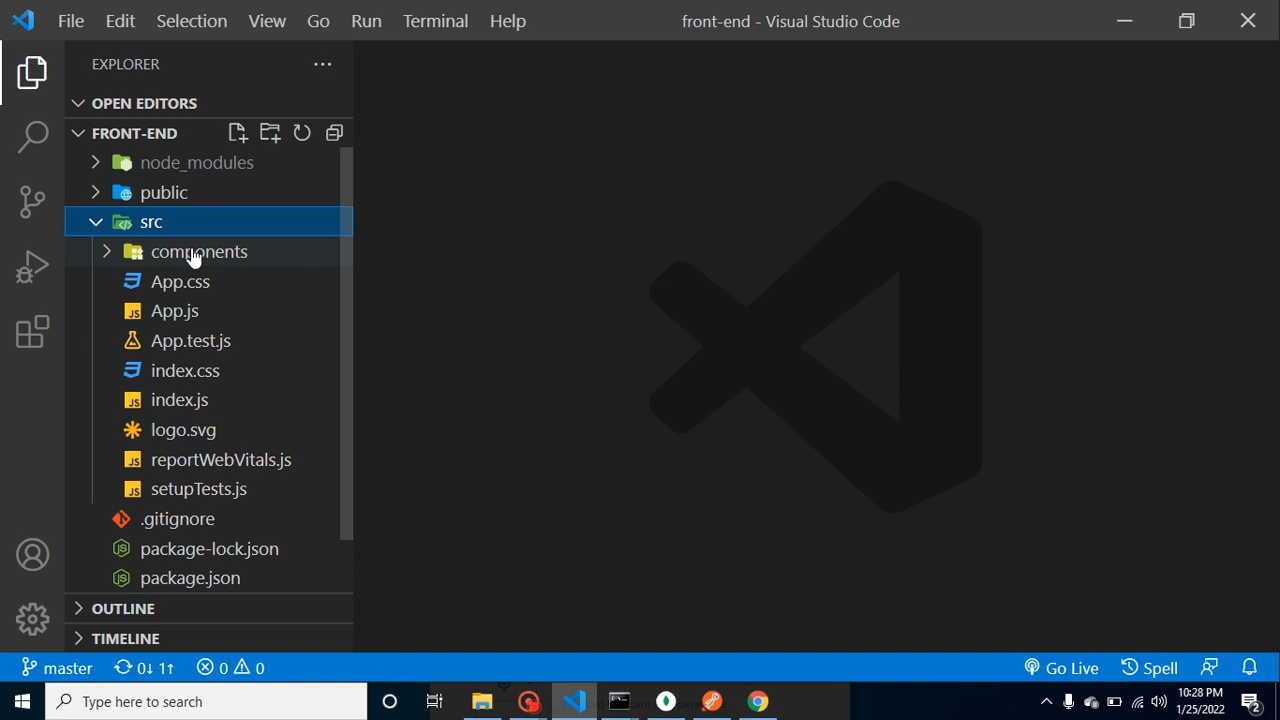 File Edit Selection View Go Run Terminal Help front-end - Visual Studio Code
EXPLORER
OPEN EDITORS
FRONT-END
node_modules
public
src
components
App.css
App.js
App.test.js
index.css
index.js
logo.svg
reportWebVitals.js
setupTests.js
.gitignore
package-lock.json
package.json
OUTLINE
TIMELINE
master 0↓ 1↑ 0 0 Go Live Spell
Type here to search
10:28 PM
1/25/2022
2